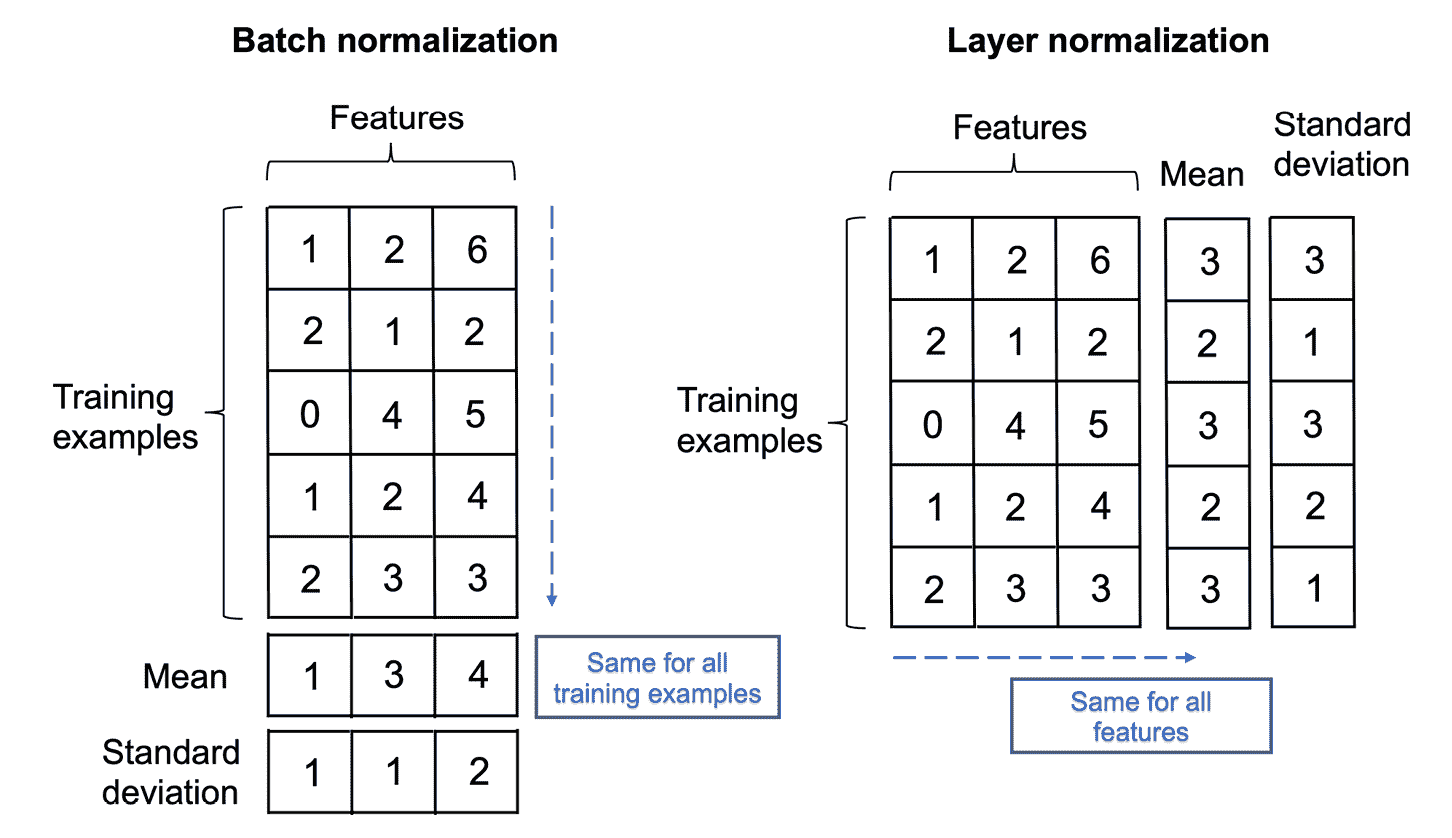 Batch normalization
Features
Training
examples
1 2 6
2 1 2
0 4 5
1 2 4
2 3 3
Mean
1 3 4
Same for all
training examples
Standard
deviation
1 1 2
Layer normalization
Features
Mean
Standard
deviation
Training
examples
1 2 6 3 3
2 1 2 2 1
0 4 5 3 3
1 2 4 2 2
2 3 3 3 1
Same for all
features